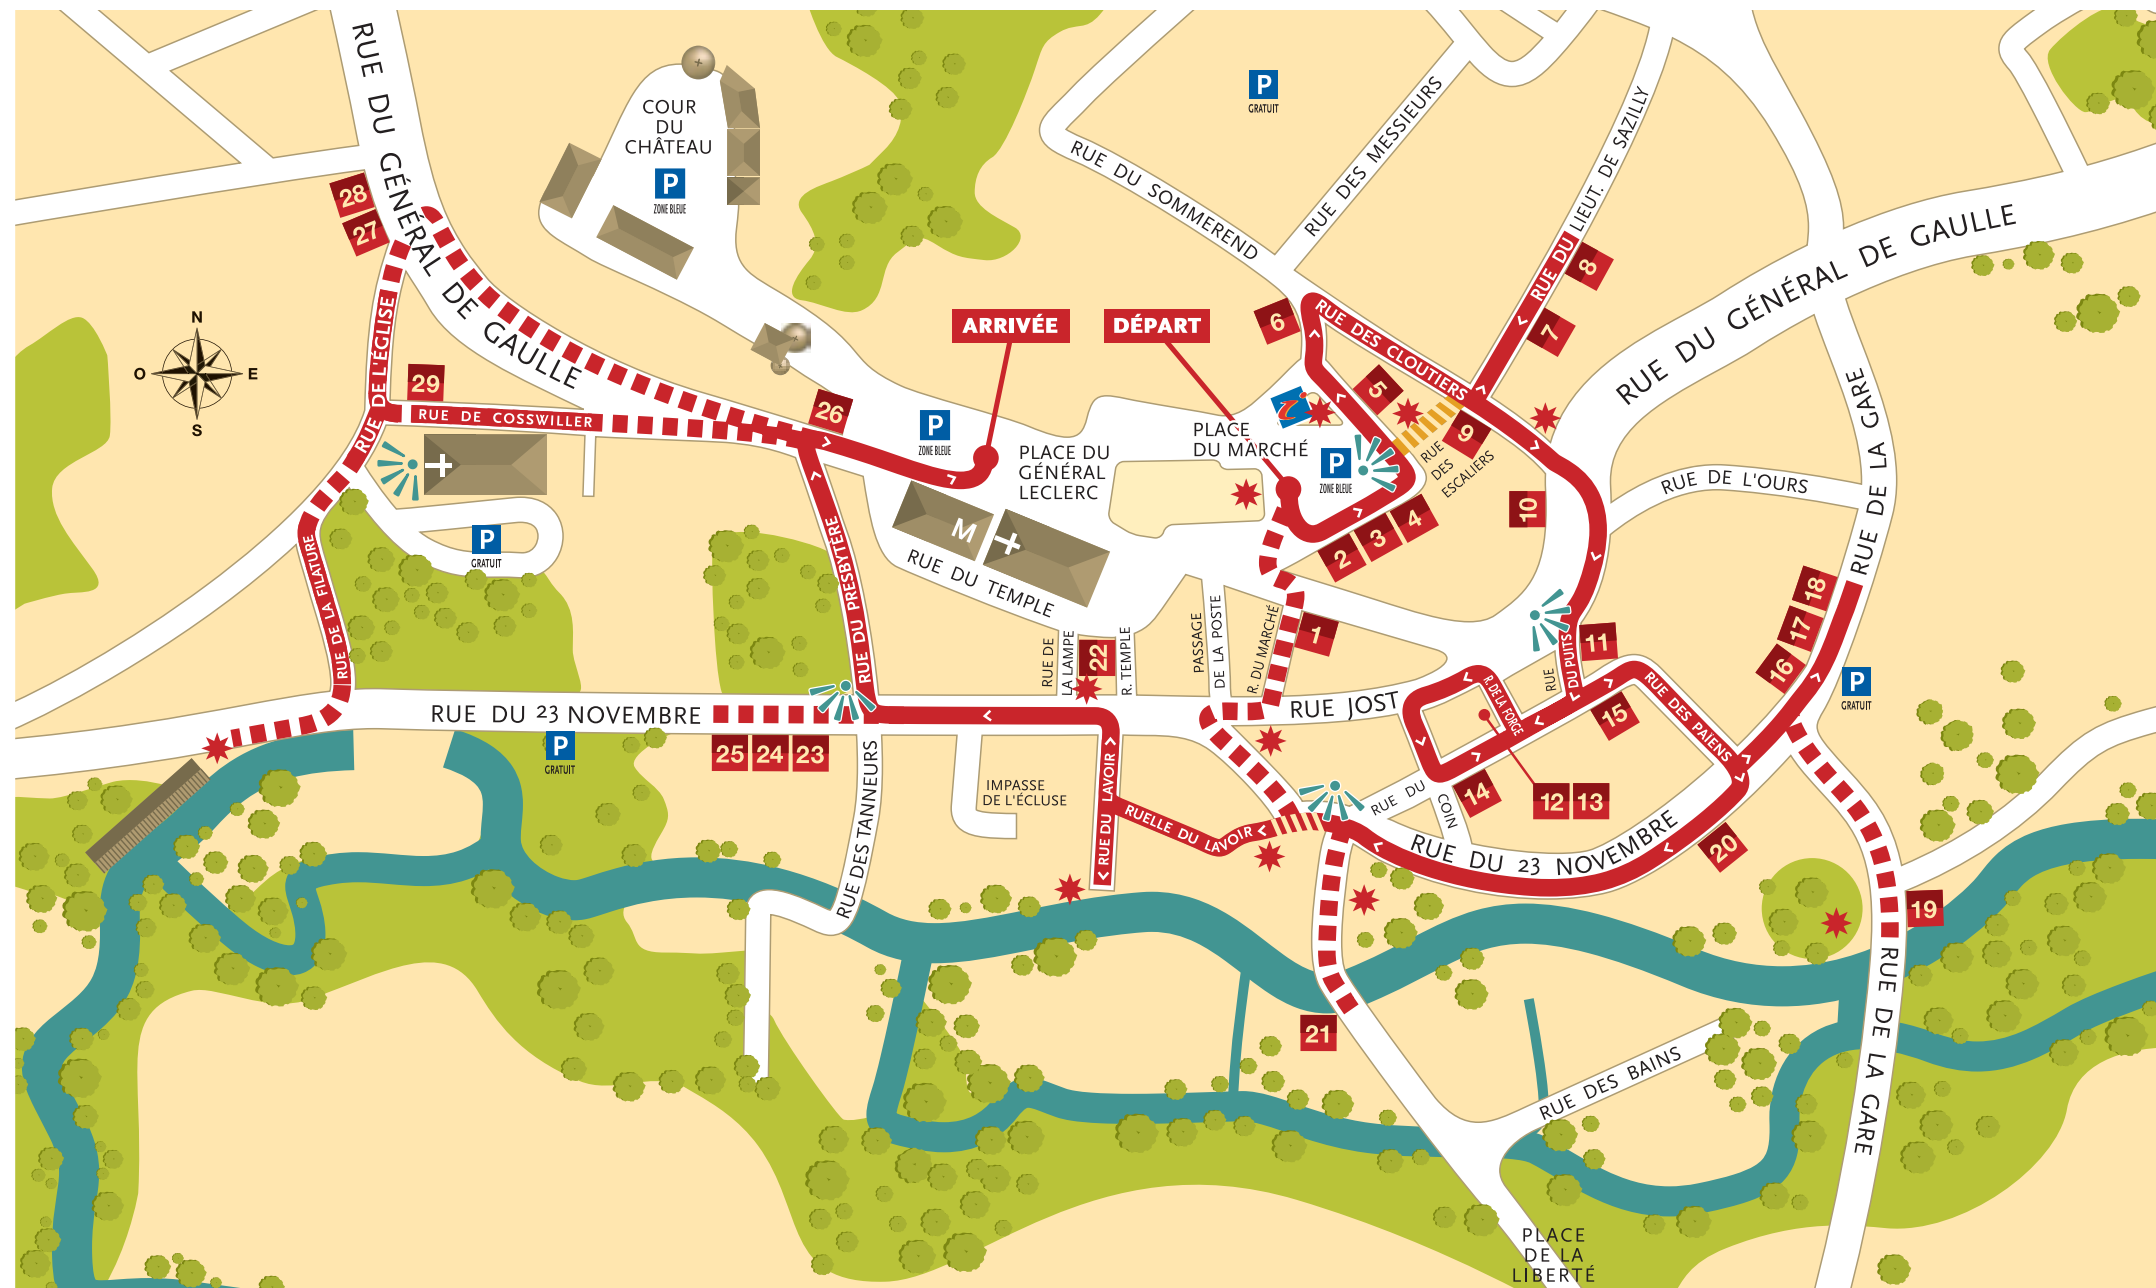 RUE DU GÉNÉRAL DE GAULLE
COUR
DU
CHÂTEAU
P
ZONE BLEUE
P
GRATUIT
RUE DU SOMMEREND
RUE DES MESSIEURS
RUE DU LIEUT. DE SAZILLY
RUE DU GÉNÉRAL DE GAULLE
28
27
8
7
6
N
O
E
S
ARRIVÉE
DÉPART
RUE DES CLOUTIERS
RUE DE L'ÉGLISE
29
RUE DE COSSWILLER
26
5
9
i
P
ZONE BLEUE
PLACE DU
GÉNÉRAL
LECLERC
PLACE
DU MARCHÉ
P
ZONE BLEUE
RUE
DES
ESCALIERS
RUE DE L'OURS
RUE DE LA GARE
10
2
3
4
M
P
GRATUIT
RUE DU TEMPLE
RUE DE LA FILATURE
RUE DU PRESBYTÈRE
RUE DE
LA LAMPE
22
R. TEMPLE
PASSAGE
DE LA POSTE
R. DU MARCHÉ
1
RUE
DU PUITS
11
18
17
16
P
GRATUIT
RUE DU 23 NOVEMBRE
RUE JOST
R. DE LA FORGE
15
RUE DES PAÏENS
P
GRATUIT
25
24
23
RUE DES TANNEURS
IMPASSE
DE L'ÉCLUSE
RUE DU LAVOIR
RUELLE DU LAVOIR
RUE DU
COIN
14
12
13
RUE DU 23 NOVEMBRE
20
19
21
RUE DES BAINS
RUE DE LA GARE
PLACE
DE LA
LIBERTÉ